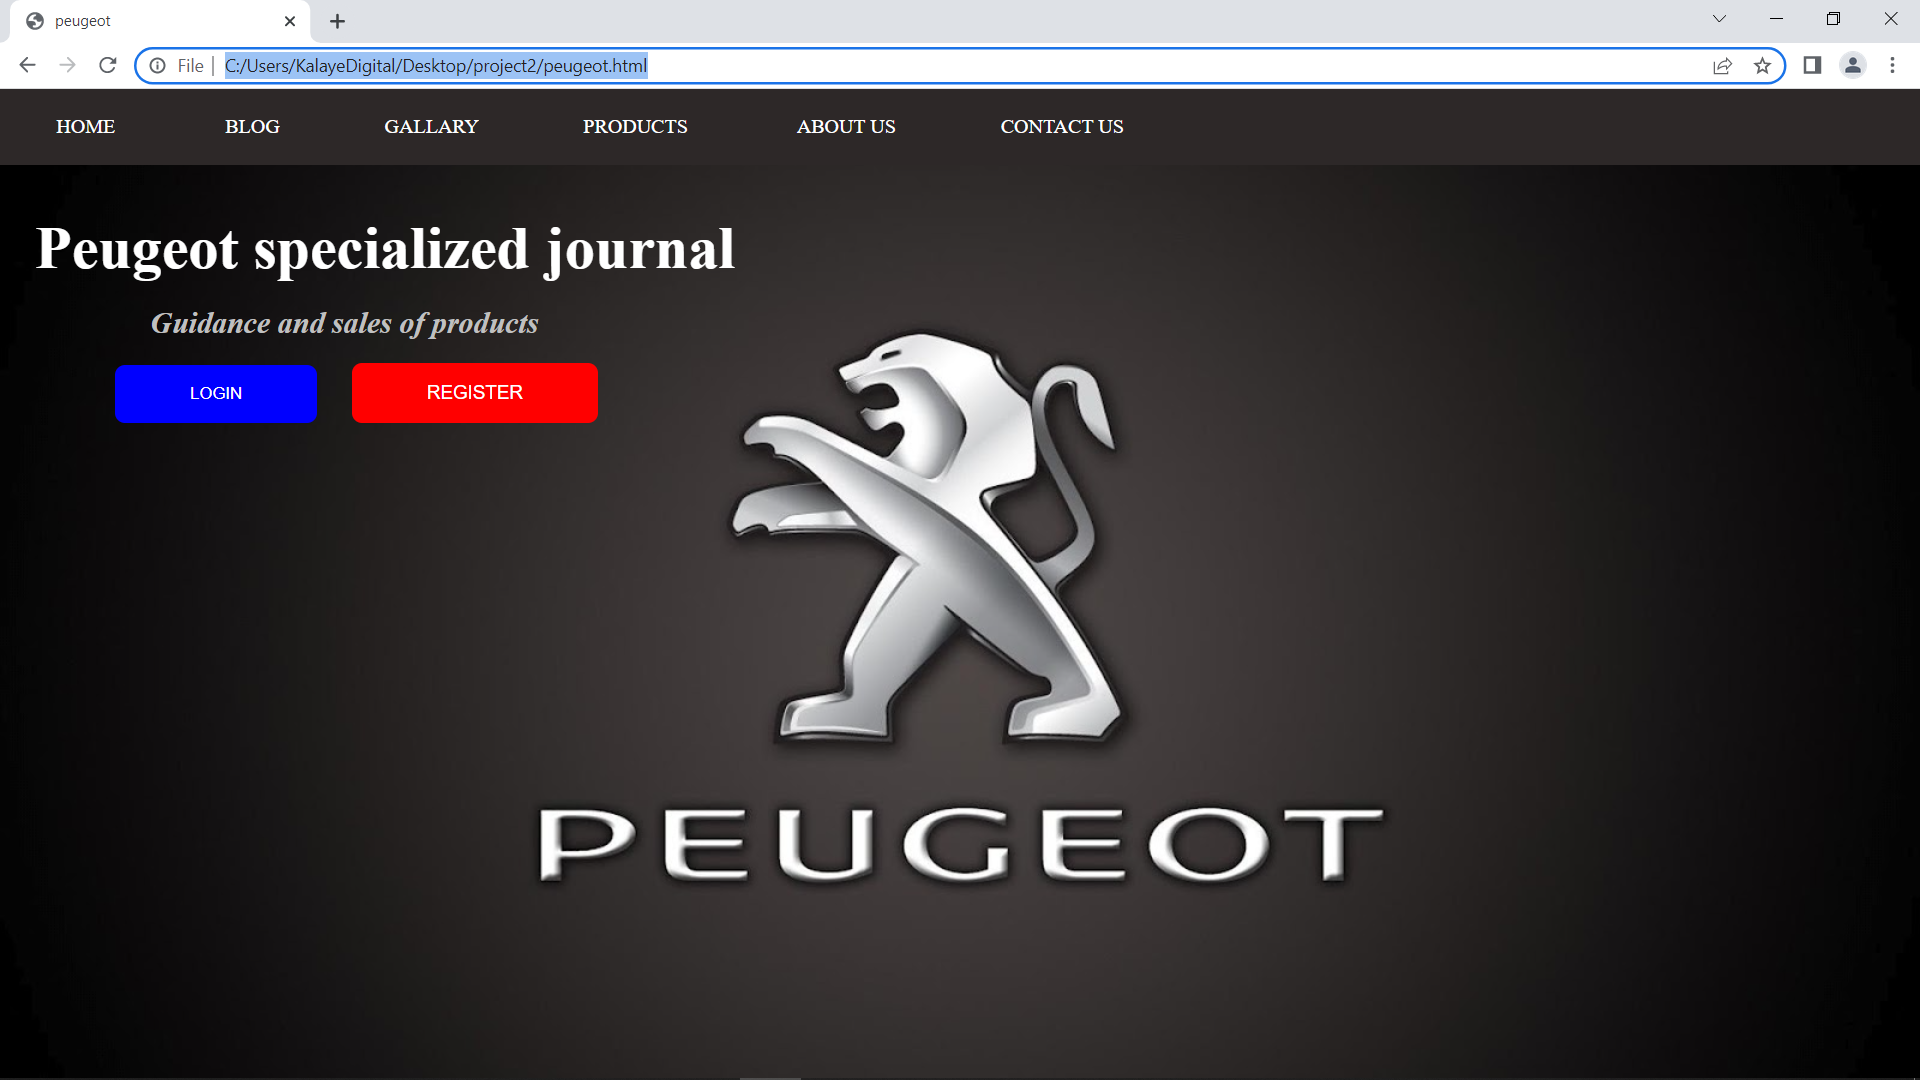 peugeot
File C:/Users/KalayeDigital/Desktop/project2/peugeot.html
HOME BLOG GALLARY PRODUCTS ABOUT US CONTACT US
Peugeot specialized journal
Guidance and sales of products
LOGIN REGISTER
PEUGEOT